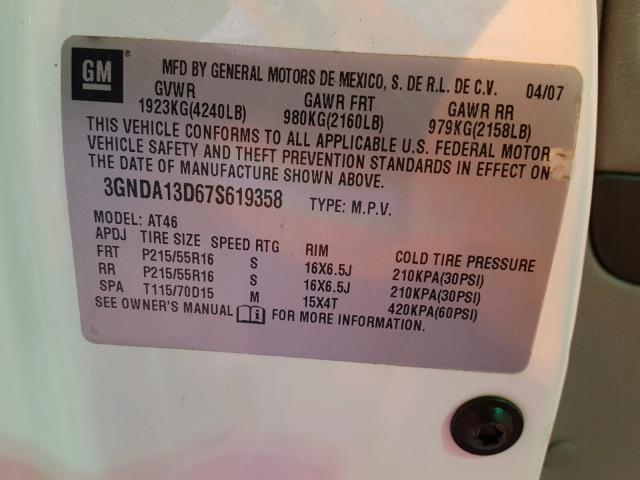 GM ®
MFD BY GENERAL MOTORS DE MEXICO, S. DE R.L. DE C.V. 04/07
GVWR GAWR FRT GAWR RR
1923KG(4240LB) 980KG(2160LB) 979KG(2158LB)
THIS VEHICLE CONFORMS TO ALL APPLICABLE U.S. FEDERAL MOTOR
VEHICLE SAFETY AND THEFT PREVENTION STANDARDS IN EFFECT ON
THE DATE OF MANUFACTURE SHOWN ABOVE.
3GNDA13D67S619358 TYPE: M.P.V.
MODEL: AT46
APDJ TIRE SIZE SPEED RTG RIM COLD TIRE PRESSURE
FRT P215/55R16 S 16X6.5J 210KPA(30PSI)
RR P215/55R16 S 16X6.5J 210KPA(30PSI)
SPA T115/70D15 M 15X4T 420KPA(60PSI)
SEE OWNER'S MANUAL i FOR MORE INFORMATION.